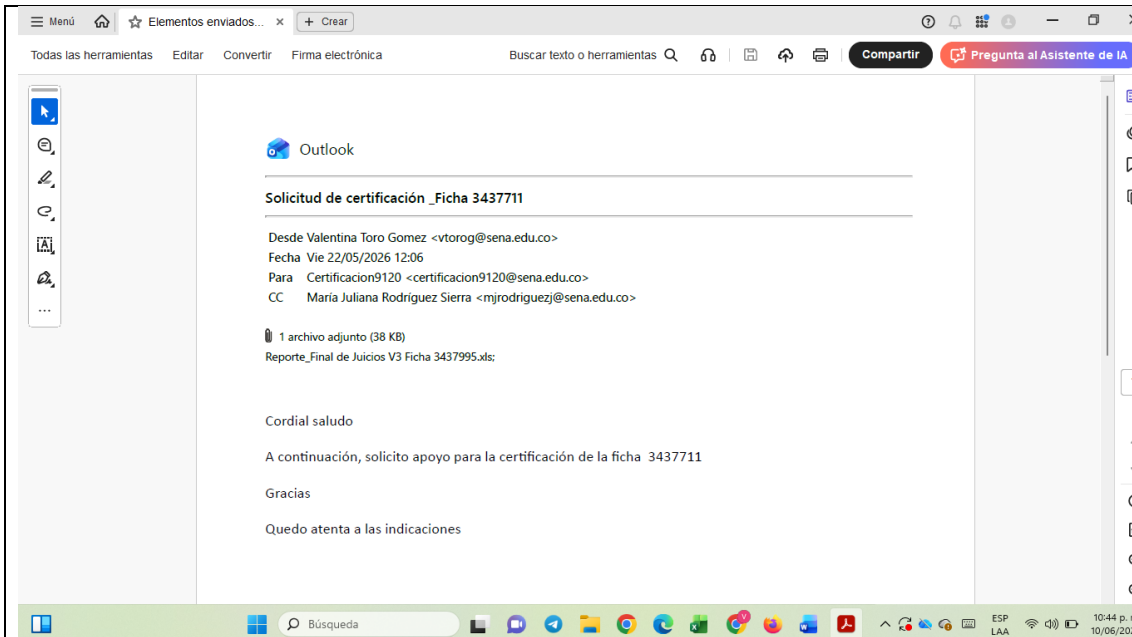 Menú
Elementos enviados... ×
+ Crear
Todas las herramientas Editar Convertir Firma electrónica
Buscar texto o herramientas
Compartir
Pregunta al Asistente de IA
Outlook
Solicitud de certificación _Ficha 3437711
Desde Valentina Toro Gomez <vtorog@sena.edu.co>
Fecha Vie 22/05/2026 12:06
Para Certificacion9120 <certificacion9120@sena.edu.co>
CC María Juliana Rodríguez Sierra <mjrodriguezj@sena.edu.co>
1 archivo adjunto (38 KB)
Reporte_Final de Juicios V3 Ficha 3437995.xls;
Cordial saludo
A continuación, solicito apoyo para la certificación de la ficha 3437711
Gracias
Quedo atenta a las indicaciones
Búsqueda
ESP
LAA
10:44 p.
10/06/20